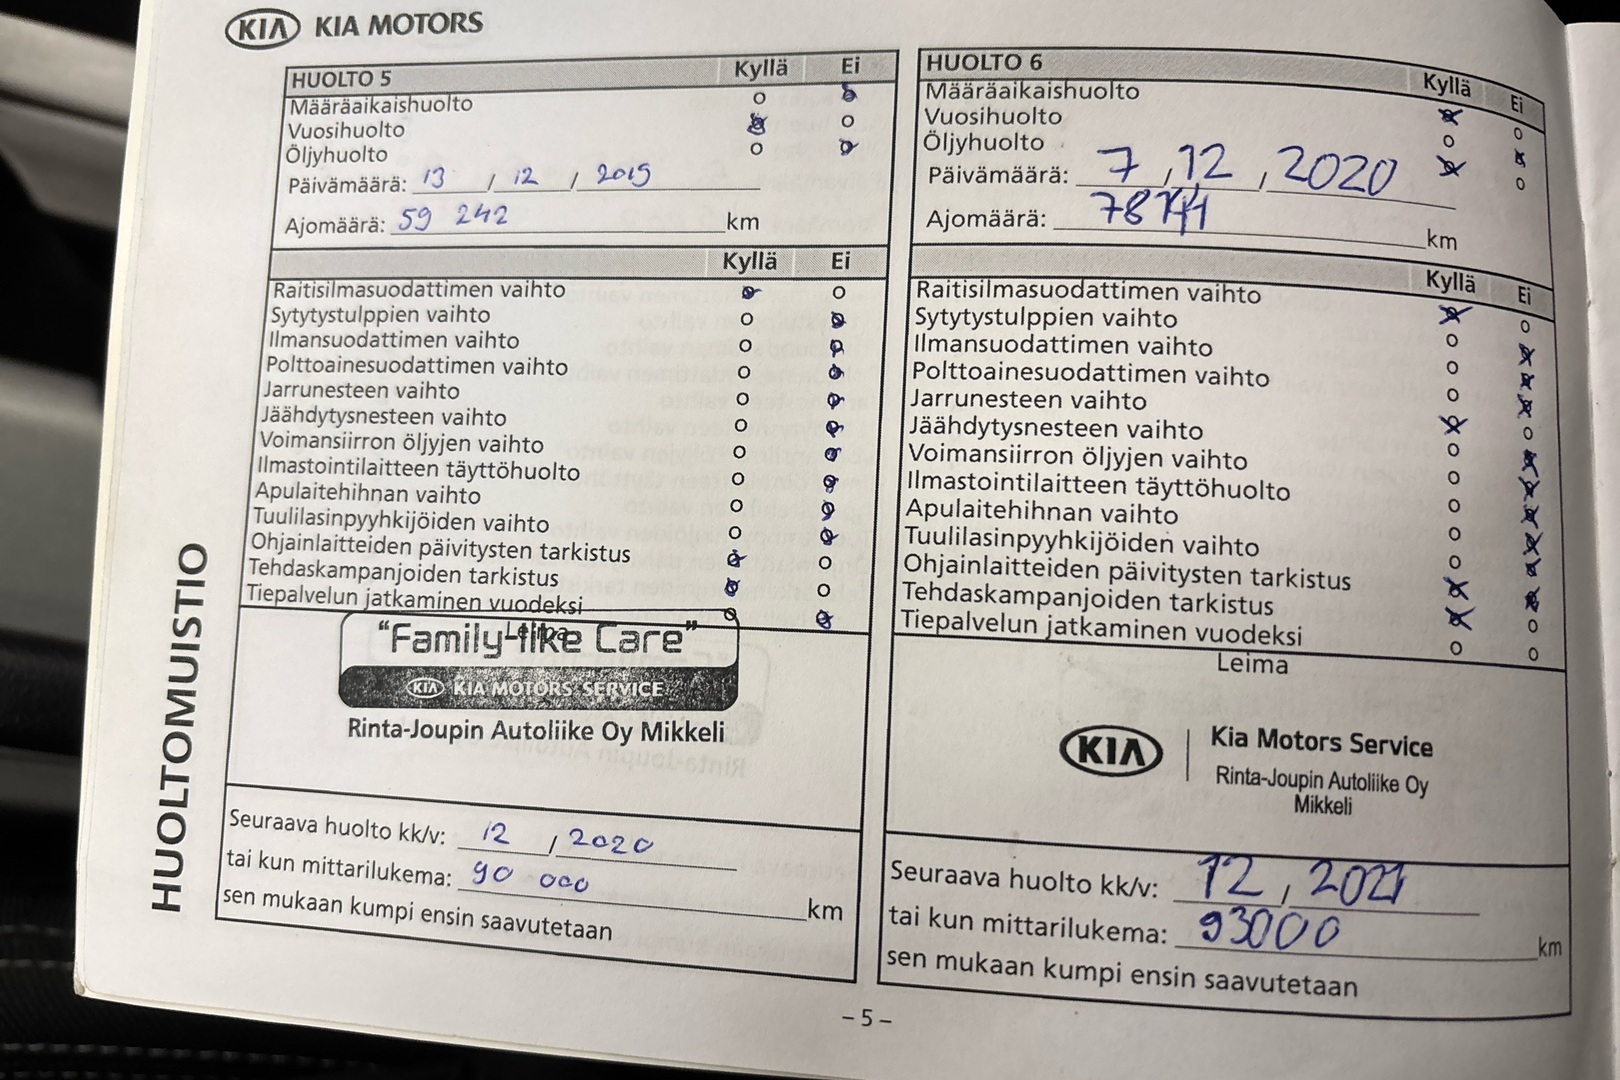 KIA KIA MOTORS
HUOLTOMUISTIO
HUOLTO 5 Kyllä Ei
Määräaikaishuolto
Vuosihuolto
Öljyhuolto
Päivämäärä: 13 / 12 / 2019
Ajomäärä: 59 242 km
Kyllä Ei
Raitisilmasuodattimen vaihto
Sytytystulppien vaihto
Ilmansuodattimen vaihto
Polttoainesuodattimen vaihto
Jarrunesteen vaihto
Jäähdytysnesteen vaihto
Voimansiirron öljyjen vaihto
Ilmastointilaitteen täyttöhuolto
Apulaitehihnan vaihto
Tuulilasinpyyhkijöiden vaihto
Ohjainlaitteiden päivitysten tarkistus
Tehdaskampanjoiden tarkistus
Tiepalvelun jatkaminen vuodeksi
Leima
"Family-like Care"
KIA KIA MOTORS SERVICE
Rinta-Joupin Autoliike Oy Mikkeli
Seuraava huolto kk/v: 12 / 2020
tai kun mittarilukema: 90 000 km
sen mukaan kumpi ensin saavutetaan
HUOLTO 6 Kyllä Ei
Määräaikaishuolto
Vuosihuolto
Öljyhuolto
Päivämäärä: 7 / 12 / 2020
Ajomäärä: km
Kyllä Ei
Raitisilmasuodattimen vaihto
Sytytystulppien vaihto
Ilmansuodattimen vaihto
Polttoainesuodattimen vaihto
Jarrunesteen vaihto
Jäähdytysnesteen vaihto
Voimansiirron öljyjen vaihto
Ilmastointilaitteen täyttöhuolto
Apulaitehihnan vaihto
Tuulilasinpyyhkijöiden vaihto
Ohjainlaitteiden päivitysten tarkistus
Tehdaskampanjoiden tarkistus
Tiepalvelun jatkaminen vuodeksi
Leima
KIA Kia Motors Service
Rinta-Joupin Autoliike Oy
Mikkeli
Seuraava huolto kk/v: 12 / 2021
tai kun mittarilukema: 93000 km
sen mukaan kumpi ensin saavutetaan
– 5 –